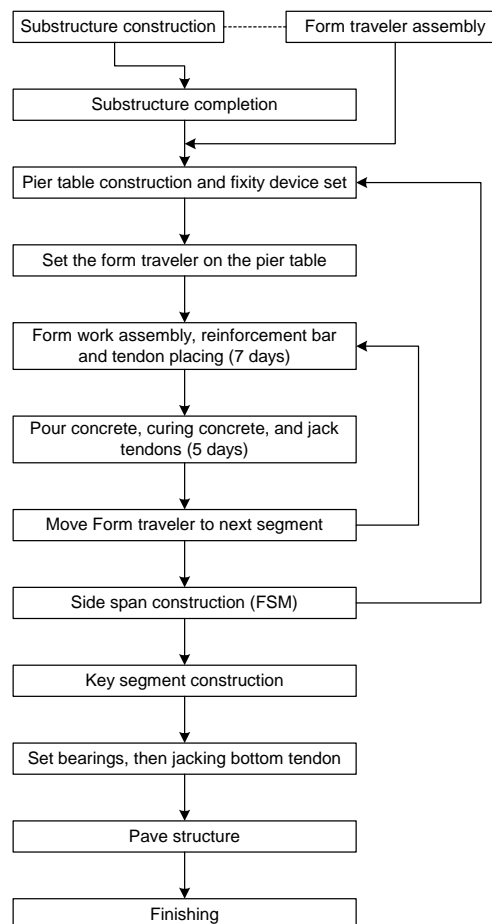 Substructure construction
Form traveler assembly
Substructure completion
Pier table construction and fixity device set
Set the form traveler on the pier table
Form work assembly, reinforcement bar
and tendon placing (7 days)
Pour concrete, curing concrete, and jack
tendons (5 days)
Move Form traveler to next segment
Side span construction (FSM)
Key segment construction
Set bearings, then jacking bottom tendon
Pave structure
Finishing